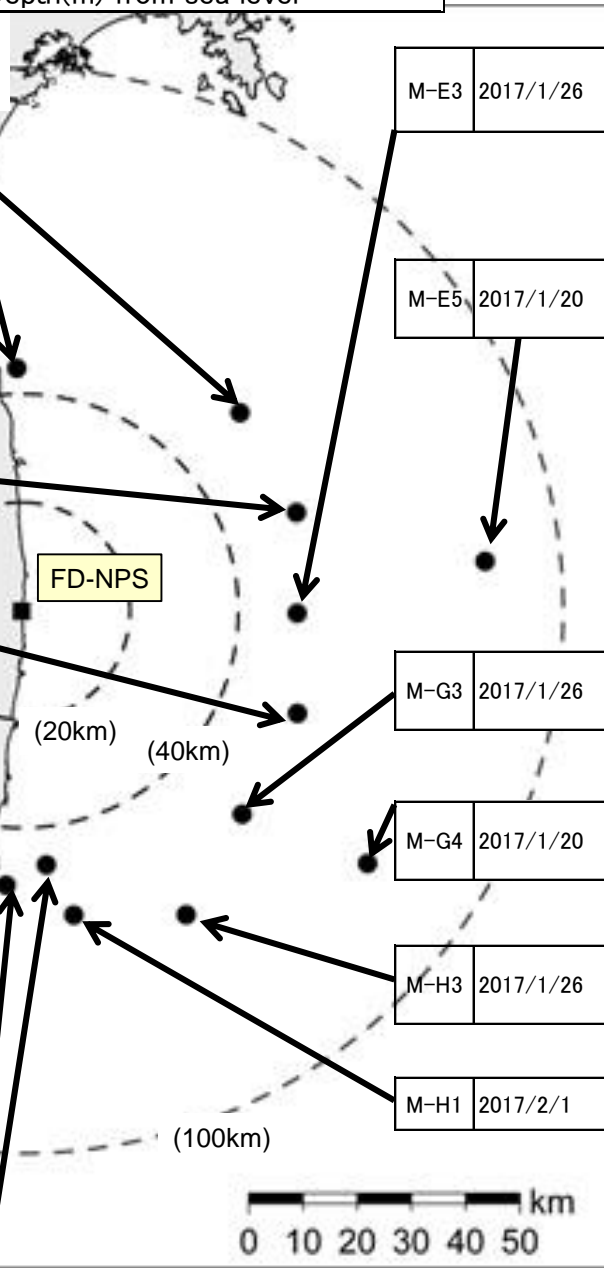 Depth(m) from sea level
M-E3 2017/1/26
M-E5 2017/1/20
FD-NPS
M-G3 2017/1/26
(20km)
(40km)
M-G4 2017/1/20
M-H3 2017/1/26
M-H1 2017/2/1
(100km)
km
0 10 20 30 40 50